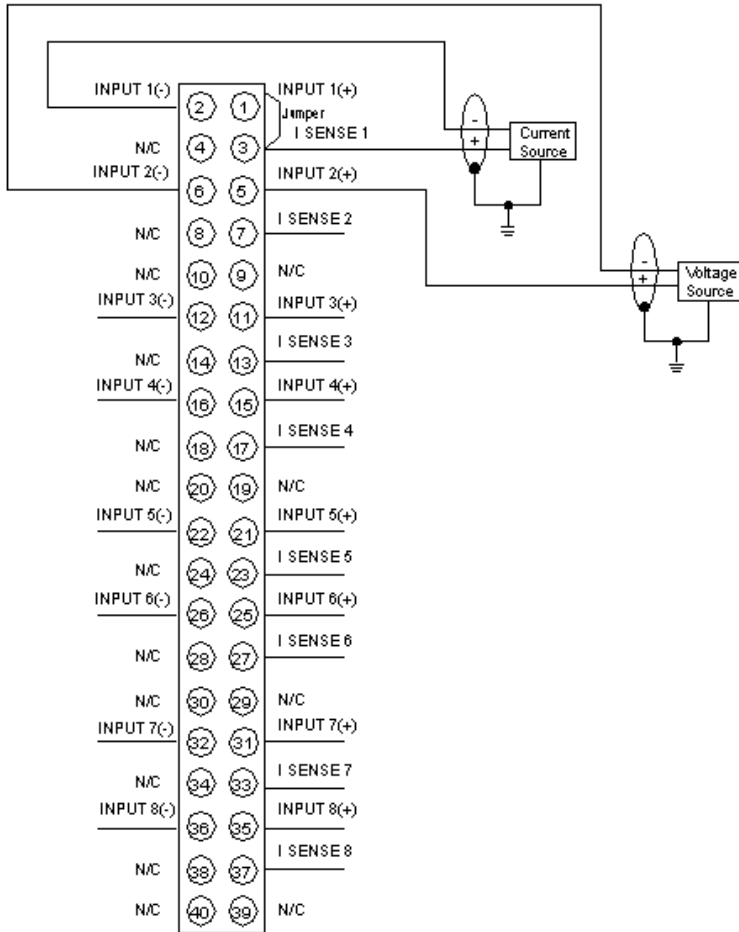 INPUT 1(-) 2 1 INPUT 1(+)
Jumper
I SENSE 1
N/C 4 3
- + Current Source
INPUT 2(-) 6 5 INPUT 2(+)
N/C 8 7 I SENSE 2
- + Voltage Source
N/C 10 9 N/C
INPUT 3(-) 12 11 INPUT 3(+)
N/C 14 13 I SENSE 3
INPUT 4(-) 16 15 INPUT 4(+)
N/C 18 17 I SENSE 4
N/C 20 19 N/C
INPUT 5(-) 22 21 INPUT 5(+)
N/C 24 23 I SENSE 5
INPUT 6(-) 26 25 INPUT 6(+)
N/C 28 27 I SENSE 6
N/C 30 29 N/C
INPUT 7(-) 32 31 INPUT 7(+)
N/C 34 33 I SENSE 7
INPUT 8(-) 36 35 INPUT 8(+)
N/C 38 37 I SENSE 8
N/C 40 39 N/C